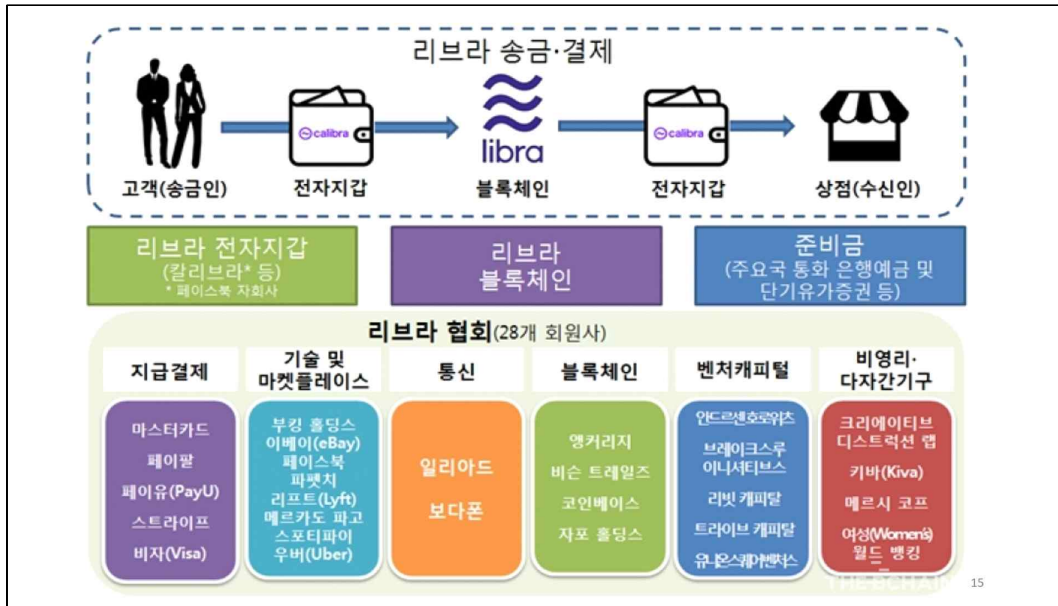 리브라 송금·결제
calibra
libra
calibra
고객(송금인)
전자지갑
블록체인
전자지갑
상점(수신인)
리브라 전자지갑
(칼리브라* 등)
* 페이스북 자회사
리브라
블록체인
준비금
(주요국 통화 은행예금 및
단기유가증권 등)
리브라 협회(28개 회원사)
지급결제
마스터카드
페이팔
페이유(PayU)
스트라이프
비자(Visa)
기술 및
마켓플레이스
부킹 홀딩스
이베이(eBay)
페이스북
파펫치
리프트(Lyft)
메르카도 파고
스포티파이
우버(Uber)
통신
일리아드
보다폰
블록체인
앵커리지
비슨 트레일즈
코인베이스
자포 홀딩스
벤처캐피털
안드르센호로위츠
브레이크스루
이니셔티브스
리빗 캐피탈
트라이브 캐피탈
유니온스퀘어벤처스
비영리·
다자간기구
크리에이티브
디스트럭션 랩
키바(Kiva)
메르시 코프
여성(Women's)
월드 뱅킹
THE BCHAIN
15